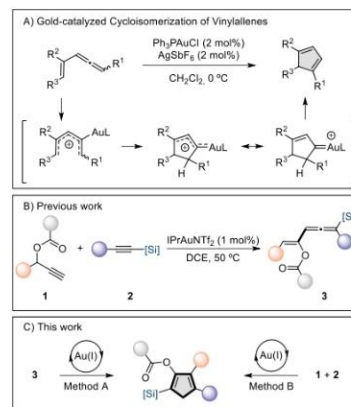 A) Gold-catalyzed Cycloisomerization of Vinylallenes
R²
R³
R¹
Ph₃PAuCl (2 mol%)
AgSbF₆ (2 mol%)
CH₂Cl₂, 0 ºC
R²
R³
R¹
R²
AuL
R³
R¹
⊕
R²
AuL
R³
H
R¹
R²
⊕
AuL
R³
H
R¹
B) Previous work
O
O
1
+
[Si]
2
IPrAuNTf₂ (1 mol%)
DCE, 50 ºC
[Si]
O
O
3
C) This work
3
Au(I)
Method A
O
O
[Si]
Au(I)
Method B
1 + 2